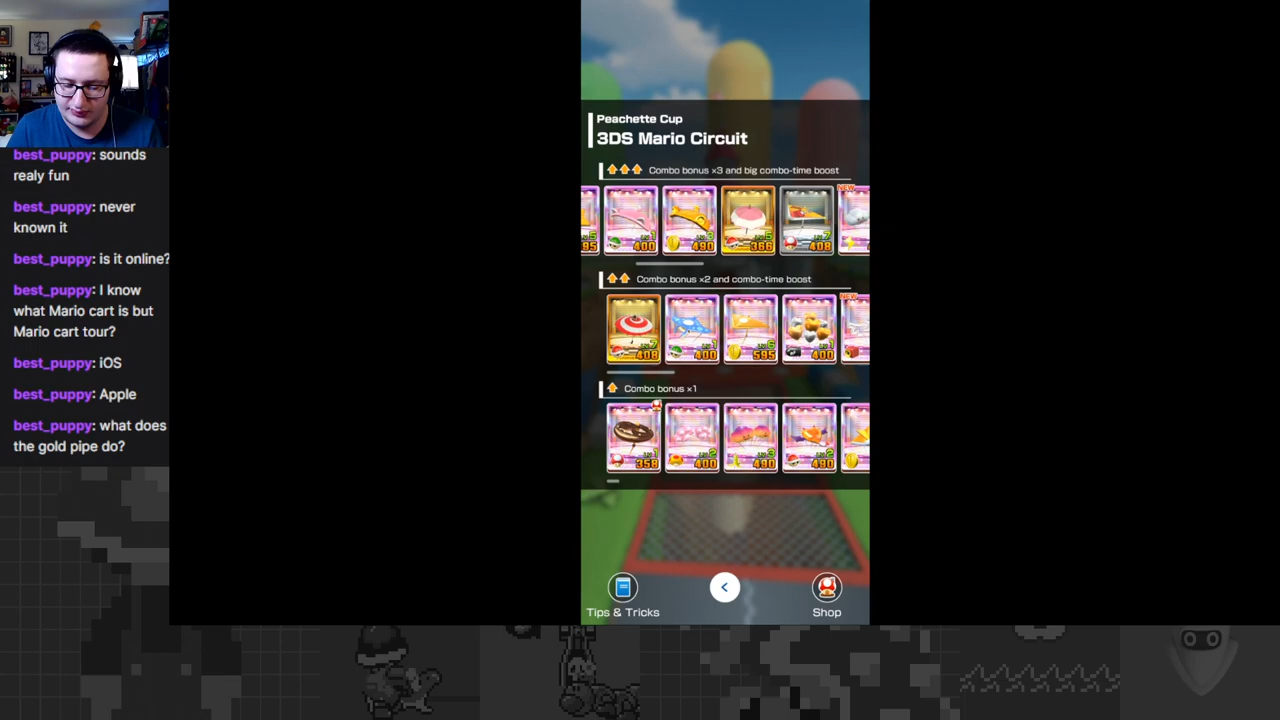 best_puppy: sounds
realy fun
best_puppy: never
known it
best_puppy: is it online?
best_puppy: I know
what Mario cart is but
Mario cart tour?
best_puppy: iOS
best_puppy: Apple
best_puppy: what does
the gold pipe do?
Peachette Cup
3DS Mario Circuit
Combo bonus ×3 and big combo-time boost
NEW
95 400 490 366 408
Combo bonus ×2 and combo-time boost
NEW
408 400 595 400
Combo bonus ×1
358 400 490 490
Tips & Tricks
Shop